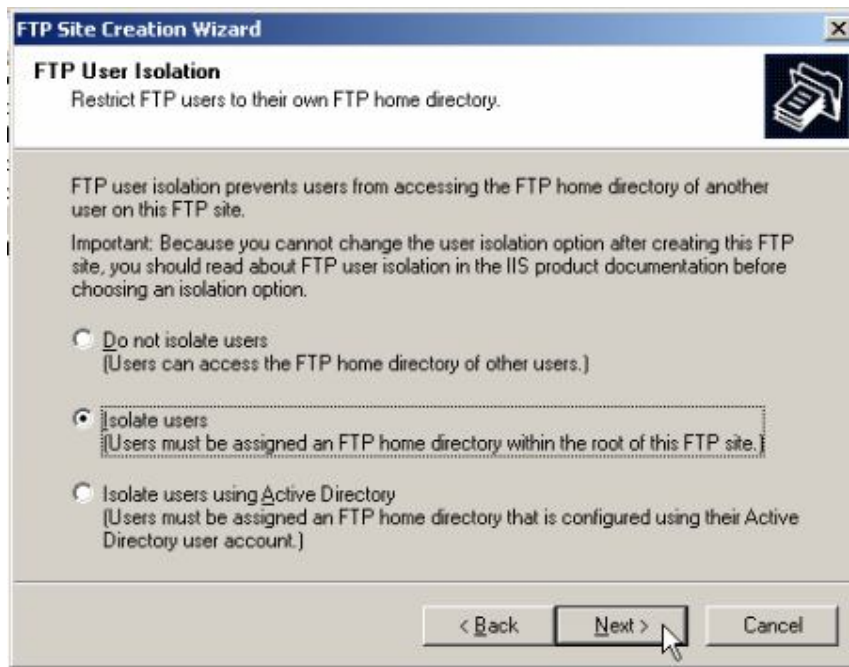 FTP Site Creation Wizard
FTP User Isolation
Restrict FTP users to their own FTP home directory.
FTP user isolation prevents users from accessing the FTP home directory of another
user on this FTP site.
Important: Because you cannot change the user isolation option after creating this FTP
site, you should read about FTP user isolation in the IIS product documentation before
choosing an isolation option.
Do not isolate users
(Users can access the FTP home directory of other users.)
Isolate users
(Users must be assigned an FTP home directory within the root of this FTP site.)
Isolate users using Active Directory
(Users must be assigned an FTP home directory that is configured using their Active
Directory user account.)
< Back Next > Cancel